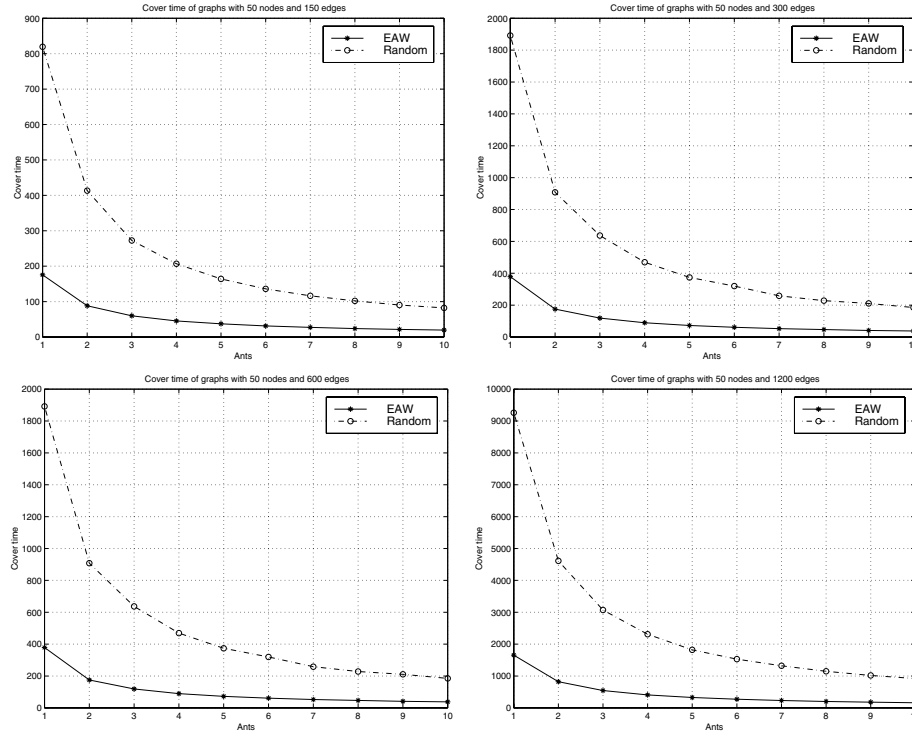 Cover time of graphs with 50 nodes and 150 edges
900
800
700
600
500
400
300
200
100
0
Cover time
EAW
Random
1 2 3 4 5 6 7 8 9 10
Ants
Cover time of graphs with 50 nodes and 300 edges
2000
1800
1600
1400
1200
1000
800
600
400
200
0
Cover time
EAW
Random
1 2 3 4 5 6 7 8 9 1
Ants
Cover time of graphs with 50 nodes and 600 edges
2000
1800
1600
1400
1200
1000
800
600
400
200
0
Cover time
EAW
Random
1 2 3 4 5 6 7 8 9 10
Ants
Cover time of graphs with 50 nodes and 1200 edges
10000
9000
8000
7000
6000
5000
4000
3000
2000
1000
0
Cover time
EAW
Random
1 2 3 4 5 6 7 8 9 1
Ants